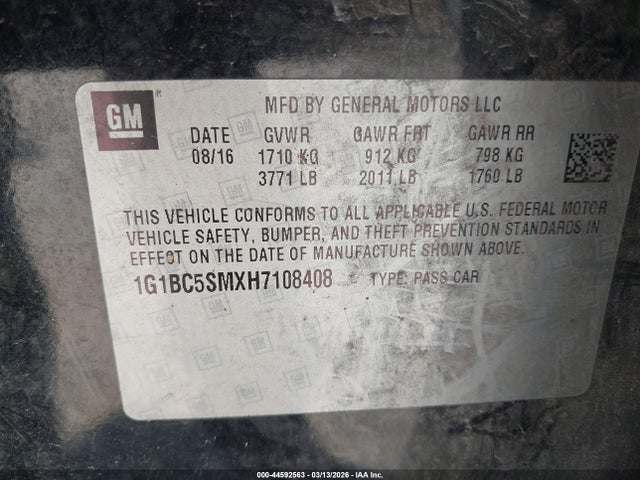 GM
MFD BY GENERAL MOTORS LLC
DATE GVWR GAWR FRT GAWR RR
08/16 1710 KG 912 KG 798 KG
3771 LB 2011 LB 1760 LB
THIS VEHICLE CONFORMS TO ALL APPLICABLE U.S. FEDERAL MOTOR
VEHICLE SAFETY, BUMPER, AND THEFT PREVENTION STANDARDS IN
EFFECT ON THE DATE OF MANUFACTURE SHOWN ABOVE.
1G1BC5SMXH7108408 TYPE: PASS CAR
000-44592563 | 03/13/2026 | IAA Inc.